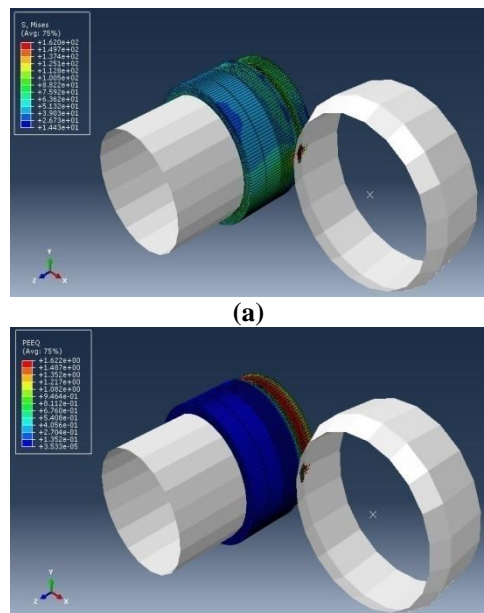 S, Mises
(Avg: 75%)
+1.620e+02
+1.497e+02
+1.374e+02
+1.251e+02
+1.128e+02
+1.005e+02
+8.822e+01
+7.592e+01
+6.362e+01
+5.132e+01
+3.903e+01
+2.673e+01
+1.443e+01
Y
Z
X
(a)
PEEQ
(Avg: 75%)
+1.622e+00
+1.487e+00
+1.352e+00
+1.217e+00
+1.082e+00
+9.464e-01
+8.112e-01
+6.760e-01
+5.408e-01
+4.056e-01
+2.704e-01
+1.352e-01
+3.533e-05
Y
Z
X